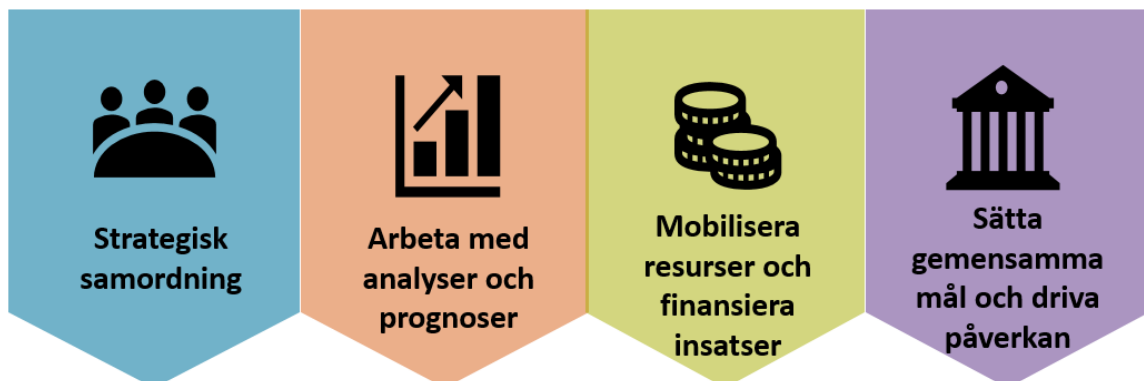 Strategisk
samordning
Arbeta med
analyser och
prognoser
Mobilisera
resurser och
finansiera
insatser
Sätta
gemensamma
mål och driva
påverkan